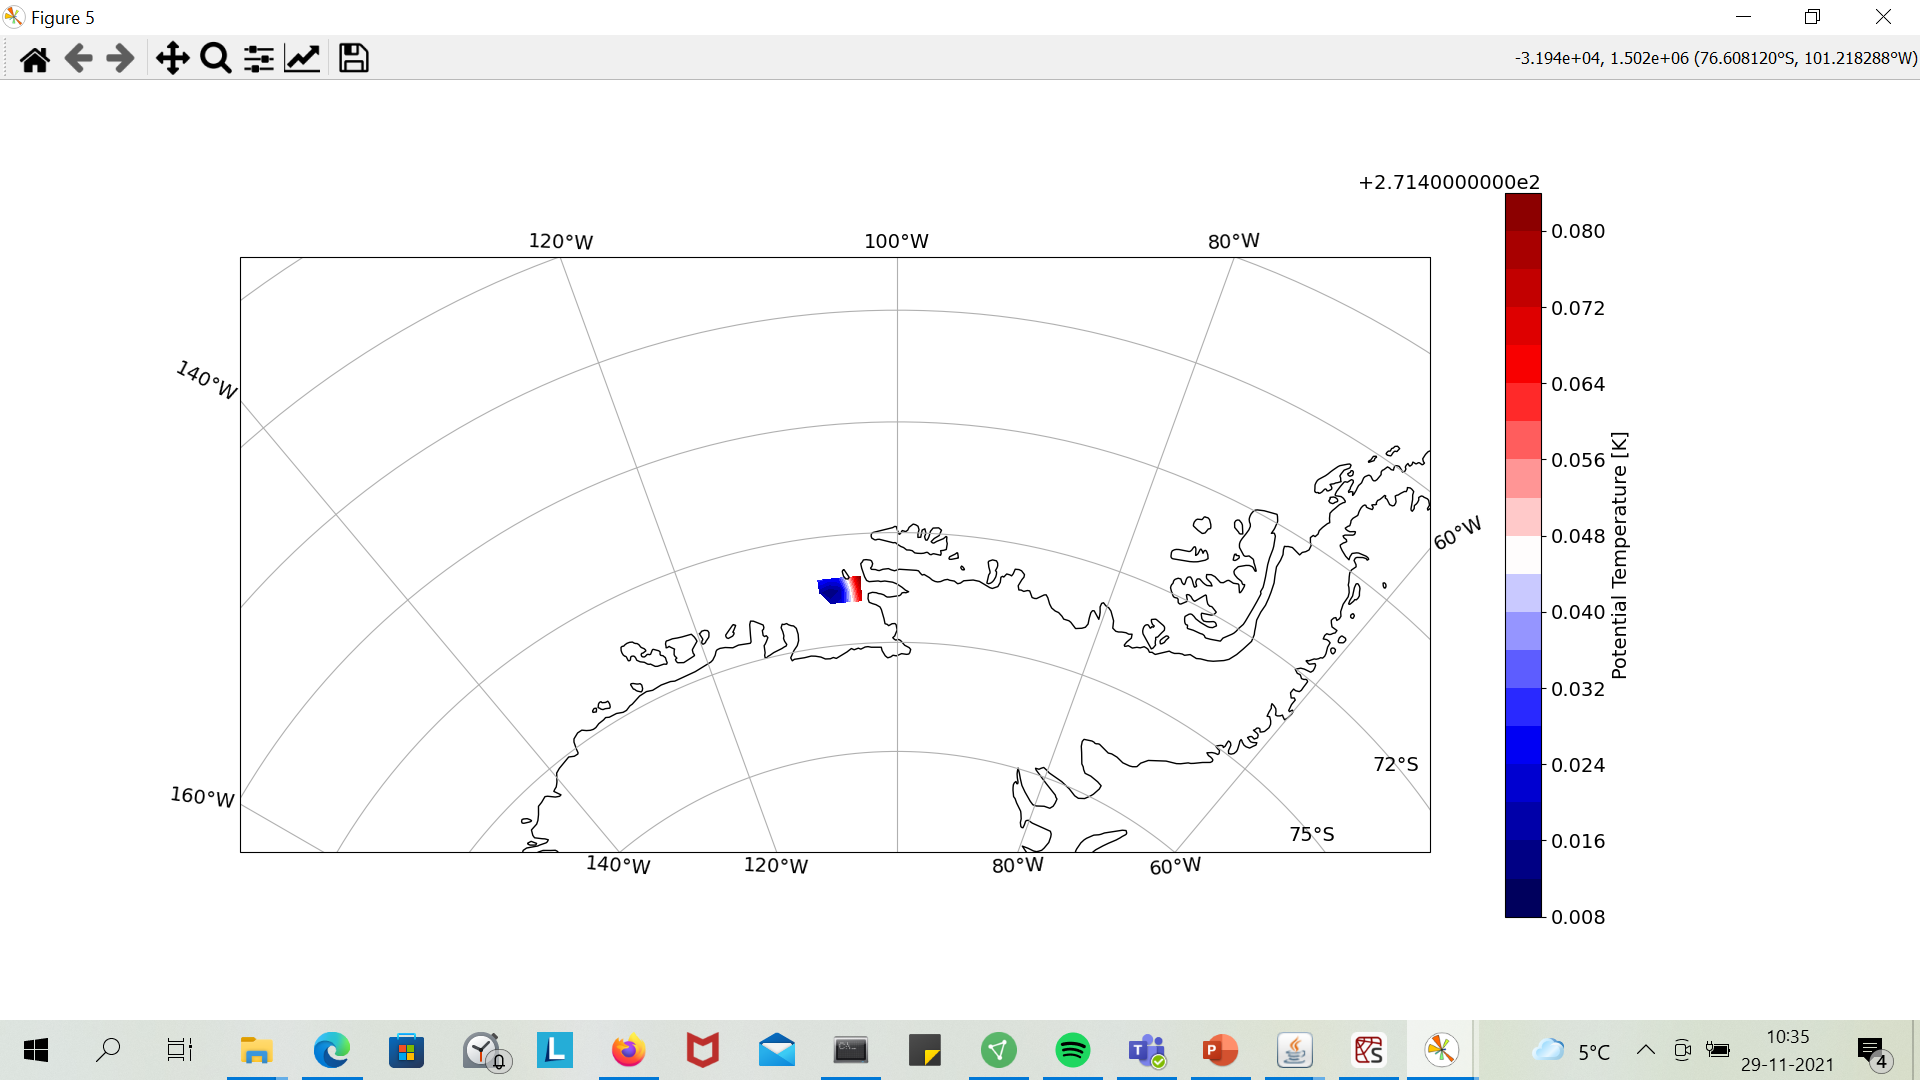 Figure 5
-3.194e+04, 1.502e+06 (76.608120°S, 101.218288°W)
+2.7140000000e2
120°W
100°W
80°W
140°W
160°W
60°W
72°S
75°S
140°W
120°W
80°W
60°W
0.080
0.072
0.064
0.056
0.048
0.040
0.032
0.024
0.016
0.008
Potential Temperature [K]
L
C:\_
P
S
5°C
10:35
29-11-2021
4